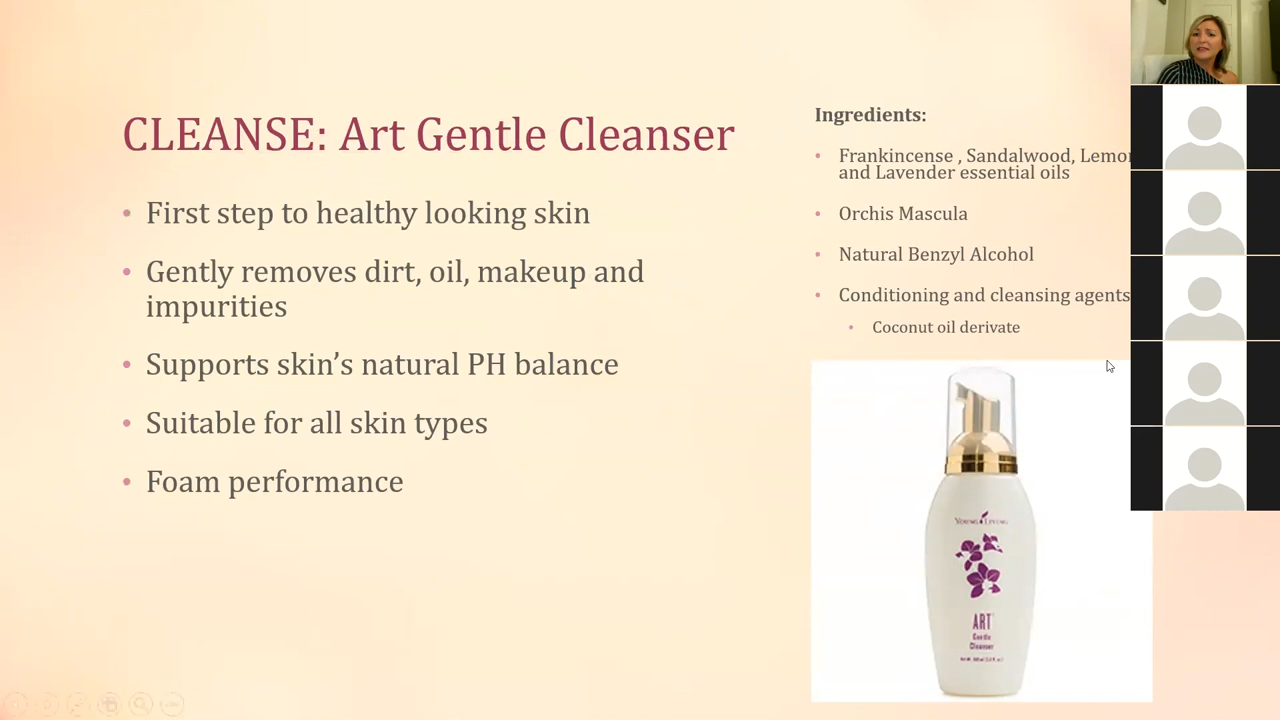 CLEANSE: Art Gentle Cleanser
• First step to healthy looking skin
• Gently removes dirt, oil, makeup and
impurities
• Supports skin’s natural PH balance
• Suitable for all skin types
• Foam performance
Ingredients:
• Frankincense , Sandalwood, Lemon
and Lavender essential oils
• Orchis Mascula
• Natural Benzyl Alcohol
• Conditioning and cleansing agents
• Coconut oil derivate
YOUNG LIVING
ART
Gentle
Cleanser